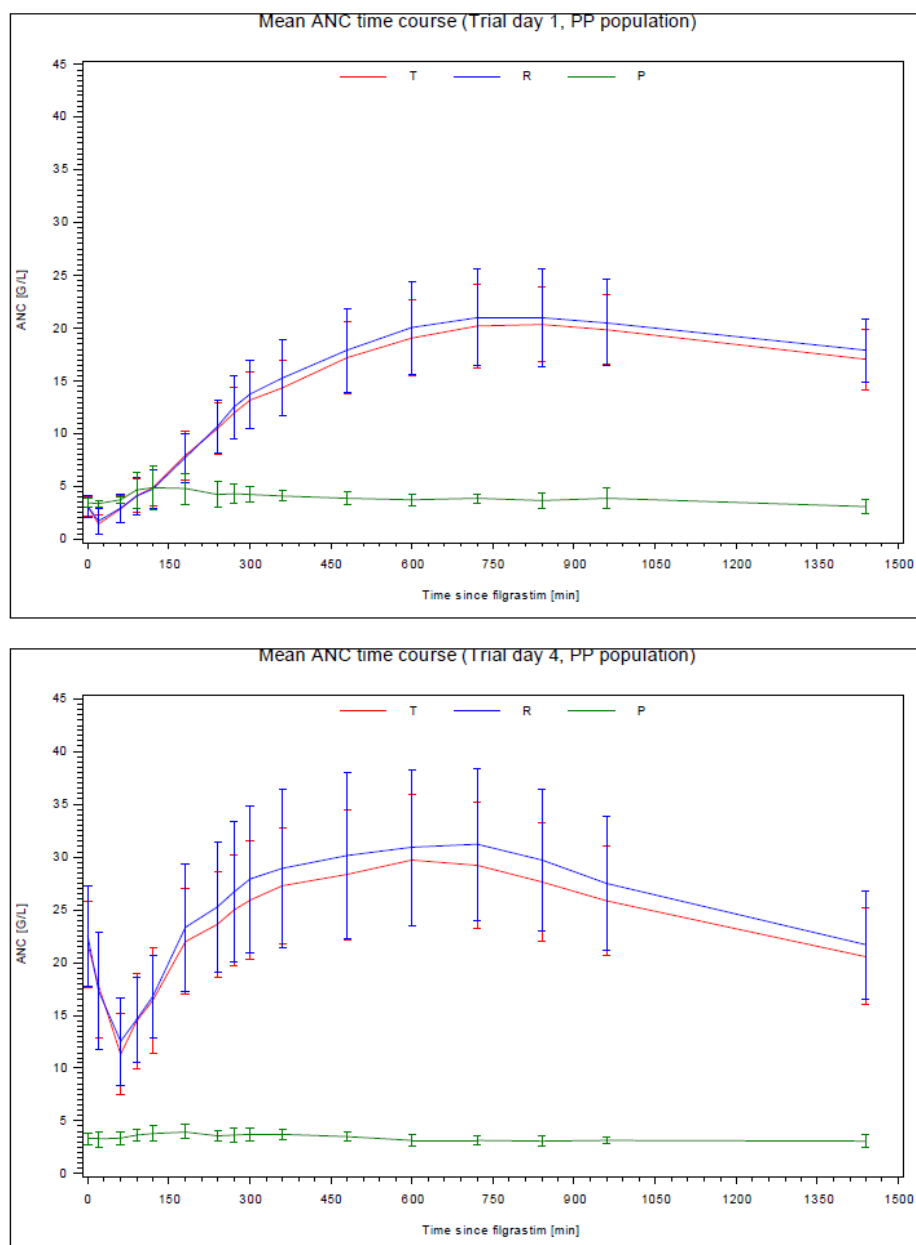 Mean ANC time course (Trial day 1, PP population)
T R P
45
40
35
30
25
20
15
10
5
0
ANC [G/L]
0 150 300 450 600 750 900 1050 1200 1350 1500
Time since filgrastim [min]
Mean ANC time course (Trial day 4, PP population)
T R P
45
40
35
30
25
20
15
10
5
0
ANC [G/L]
0 150 300 450 600 750 900 1050 1200 1350 1500
Time since filgrastim [min]